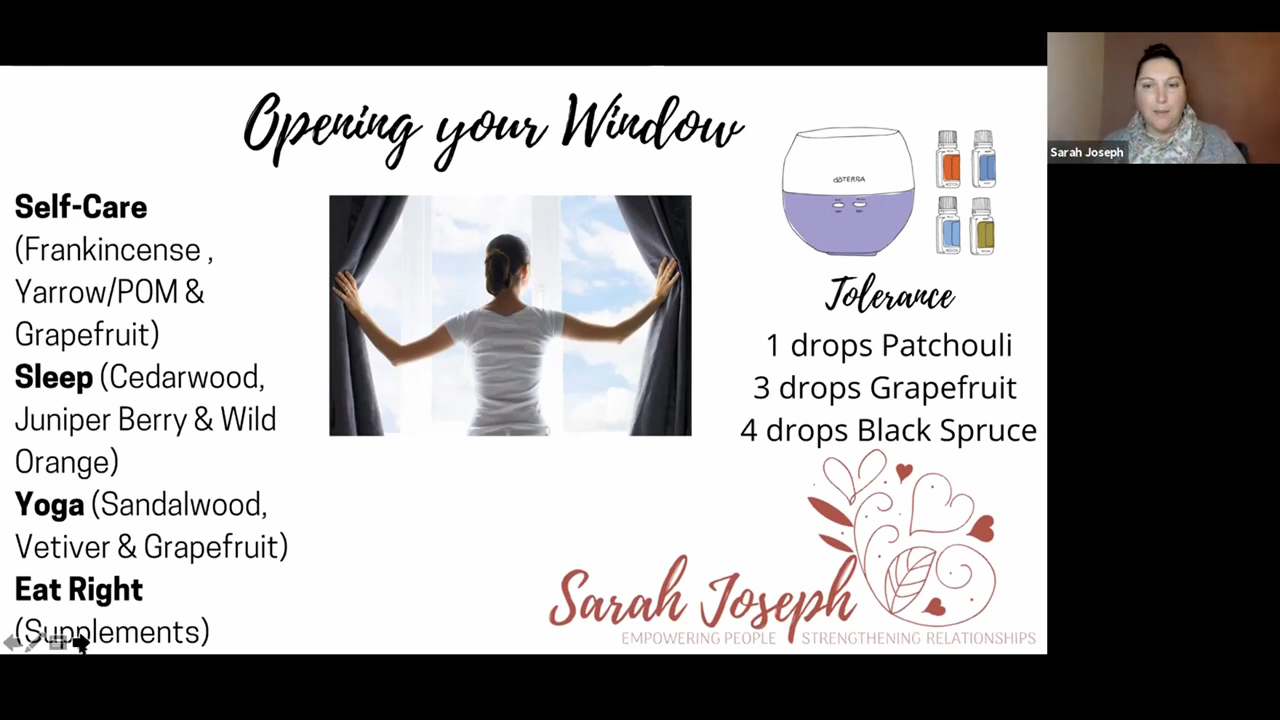 Opening your Window
Self-Care
(Frankincense ,
Yarrow/POM &
Grapefruit)
Sleep (Cedarwood,
Juniper Berry & Wild
Orange)
Yoga (Sandalwood,
Vetiver & Grapefruit)
Eat Right
(Supplements)
dōTERRA
Tolerance
1 drops Patchouli
3 drops Grapefruit
4 drops Black Spruce
Sarah Joseph
EMPOWERING PEOPLE STRENGTHENING RELATIONSHIPS
Sarah Joseph